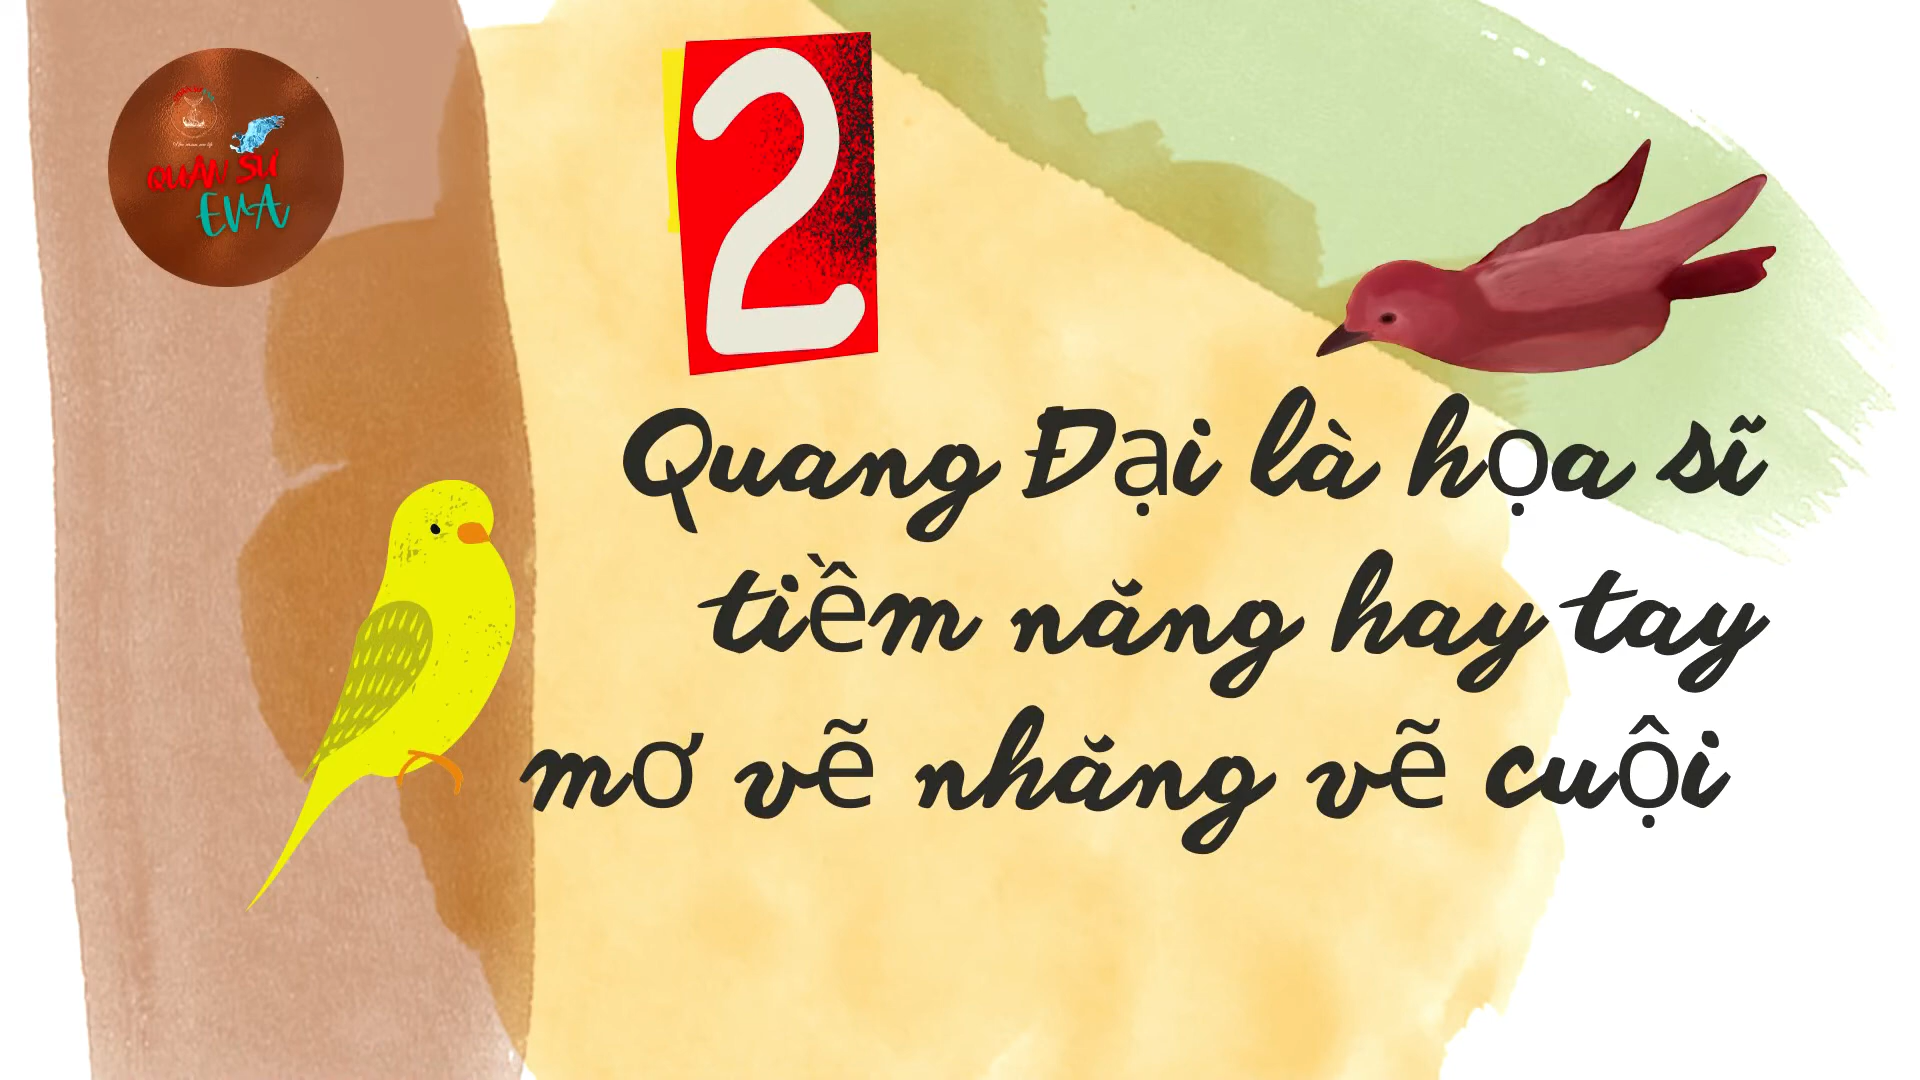 QUÂN SƯ
EVA
2
Quang Đại là họa sĩ
tiềm năng hay tay
mơ vẽ nhăng vẽ cuội